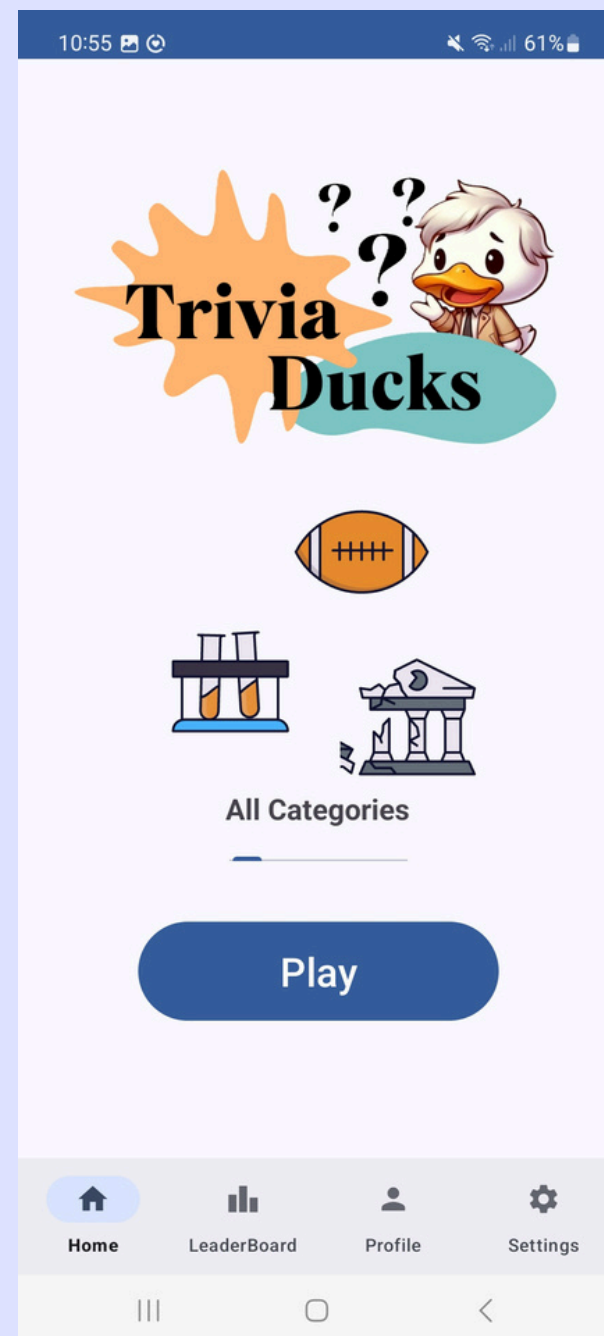 10:55 61%
? ? ?
Trivia
Ducks
All Categories
Play
Home LeaderBoard Profile Settings